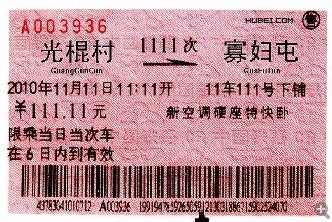 HUBEI.COM
A003936
光棍村 1111次 寡妇屯
GuangGunCun GuaFuTun
2010年11月11日11:11开 11车111号下铺
￥111.11元 新空调硬座特快卧
限乘当日当次车
在6日内到有效